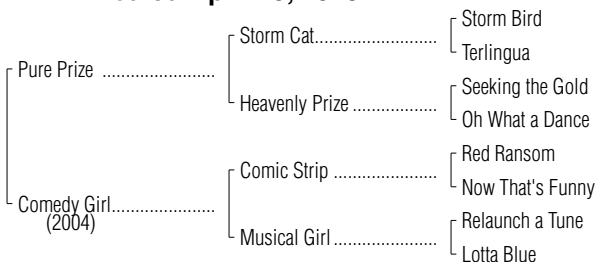 Storm Bird
Storm Cat
Terlingua
Pure Prize
Seeking the Gold
Heavenly Prize
Oh What a Dance
Red Ransom
Comic Strip
Now That's Funny
Comedy Girl
(2004)
Relaunch a Tune
Musical Girl
Lotta Blue